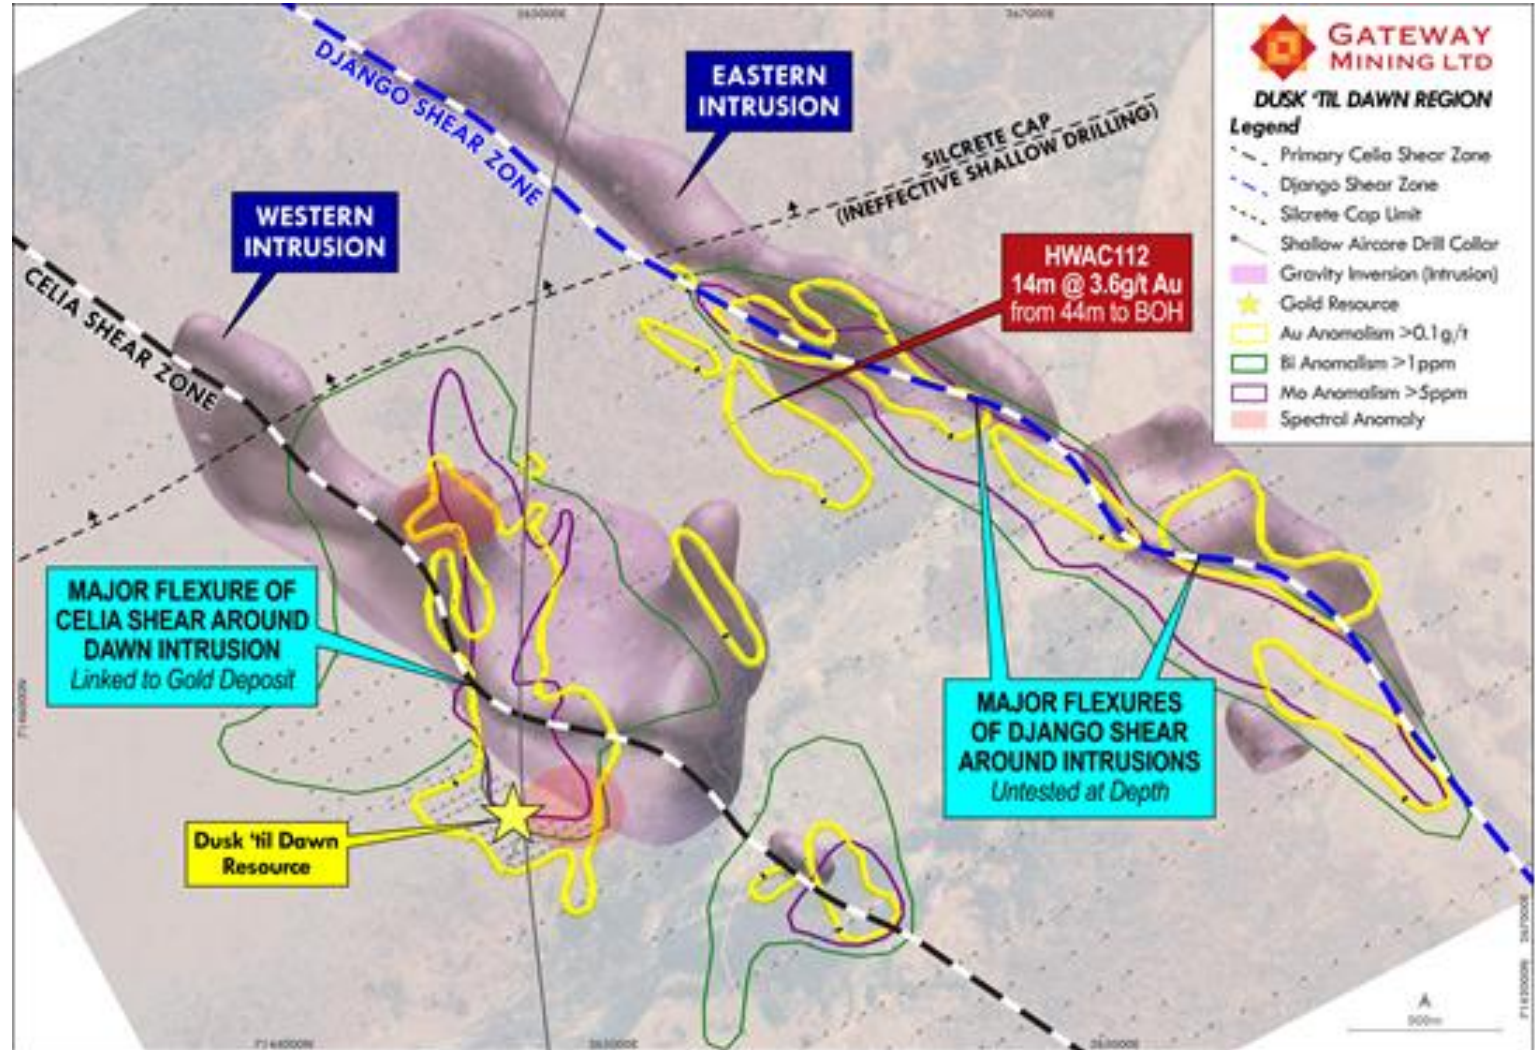 GATEWAY
MINING LTD
DUSK 'TIL DAWN REGION
Legend
Primary Celia Shear Zone
Django Shear Zone
Silcrete Cap Limit
Shallow Aircore Drill Collar
Gravity Inversion (Intrusion)
Gold Resource
Au Anomalism >0.1g/t
Bi Anomalism >1ppm
Mo Anomalism >5ppm
Spectral Anomaly
DJANGO SHEAR ZONE
EASTERN
INTRUSION
SILCRETE CAP
(INEFFECTIVE SHALLOW DRILLING)
WESTERN
INTRUSION
CELIA SHEAR ZONE
HWAC112
14m @ 3.6g/t Au
from 44m to BOH
MAJOR FLEXURE OF
CELIA SHEAR AROUND
DAWN INTRUSION
Linked to Gold Deposit
MAJOR FLEXURES
OF DJANGO SHEAR
AROUND INTRUSIONS
Untested at Depth
Dusk 'til Dawn
Resource